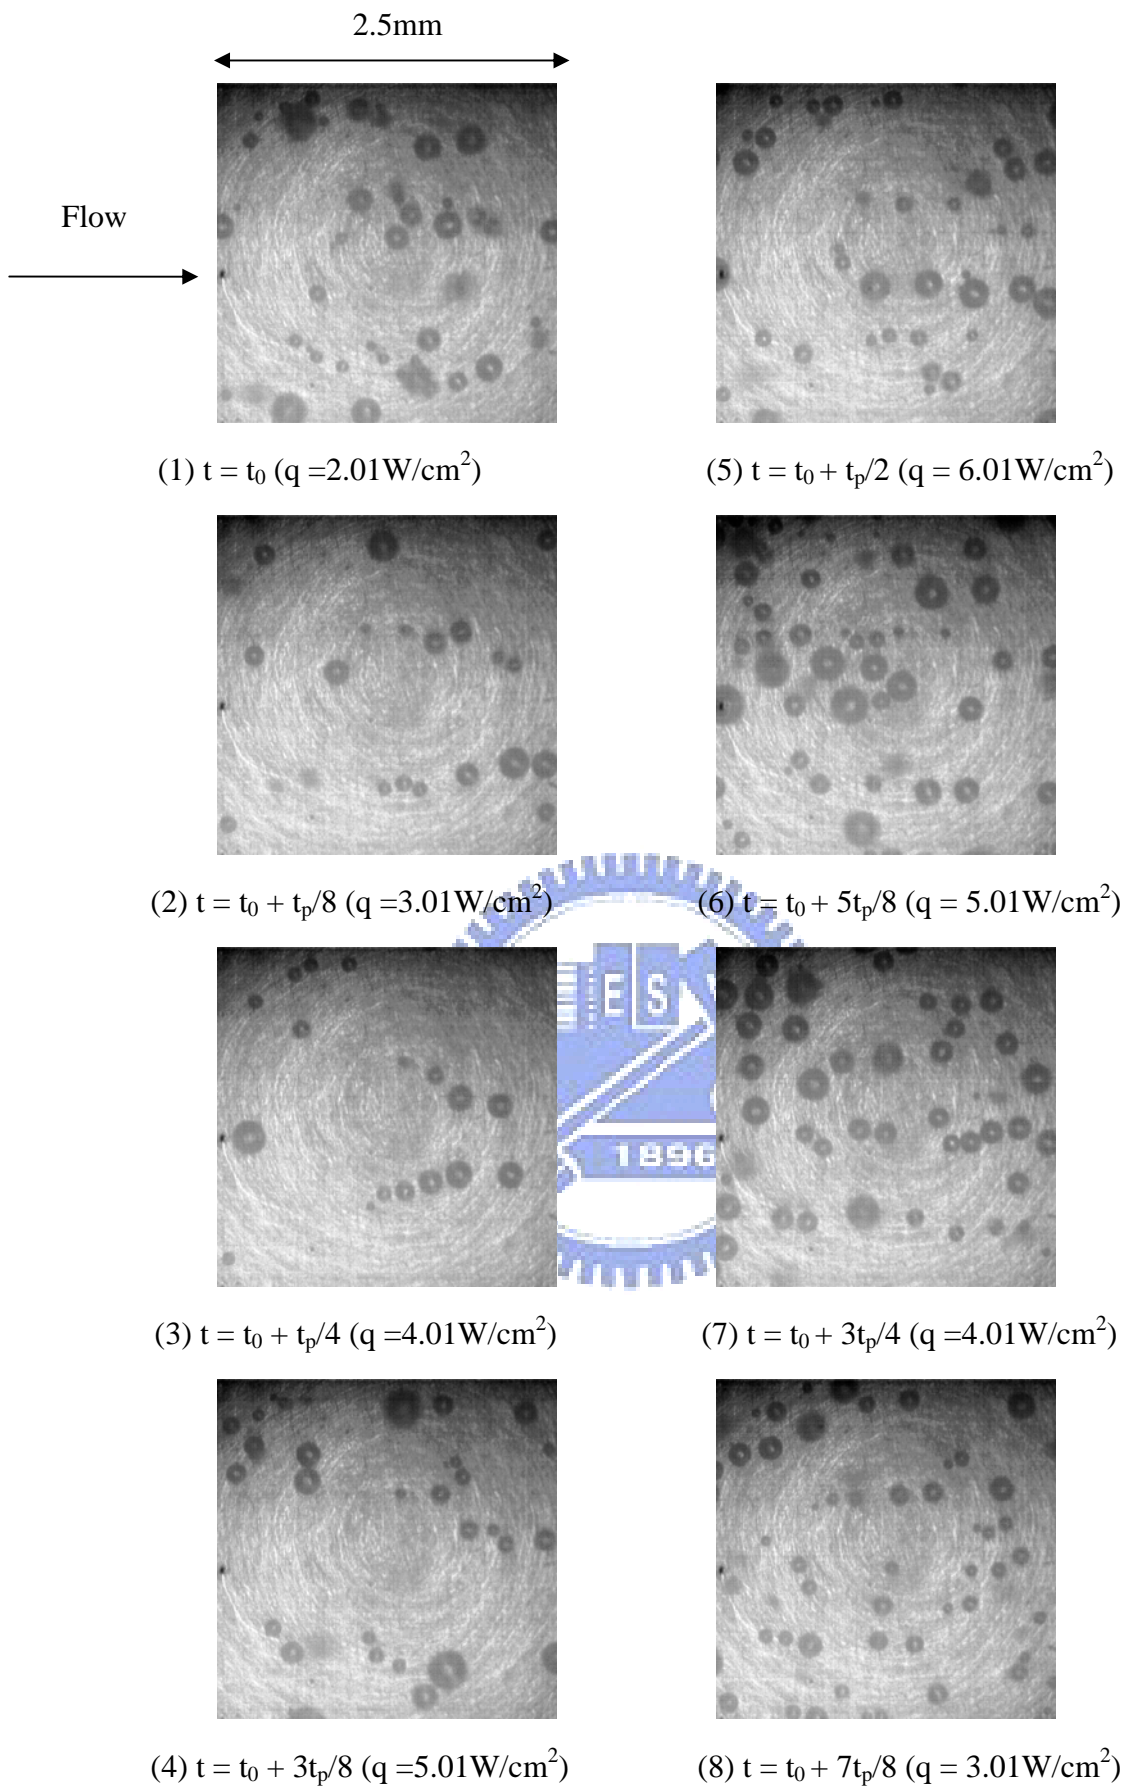 2.5mm
Flow
(1) t = t₀ (q =2.01W/cm²)
(5) t = t₀ + tₚ/2 (q = 6.01W/cm²)
(2) t = t₀ + tₚ/8 (q =3.01W/cm²)
(6) t = t₀ + 5tₚ/8 (q = 5.01W/cm²)
E S
1896
(3) t = t₀ + tₚ/4 (q =4.01W/cm²)
(7) t = t₀ + 3tₚ/4 (q =4.01W/cm²)
(4) t = t₀ + 3tₚ/8 (q =5.01W/cm²)
(8) t = t₀ + 7tₚ/8 (q = 3.01W/cm²)